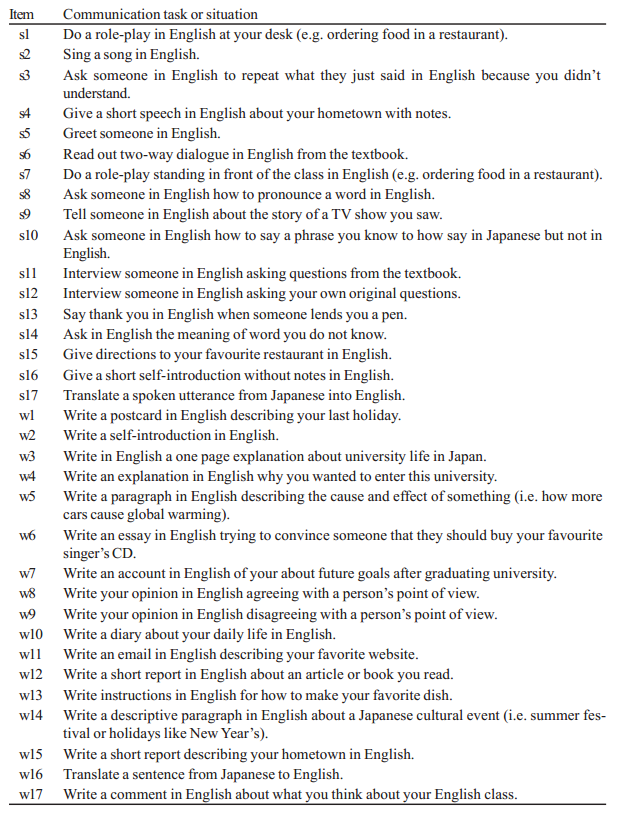 Item Communication task or situation
s1 Do a role-play in English at your desk (e.g. ordering food in a restaurant).
s2 Sing a song in English.
s3 Ask someone in English to repeat what they just said in English because you didn't
understand.
s4 Give a short speech in English about your hometown with notes.
s5 Greet someone in English.
s6 Read out two-way dialogue in English from the textbook.
s7 Do a role-play standing in front of the class in English (e.g. ordering food in a restaurant).
s8 Ask someone in English how to pronounce a word in English.
s9 Tell someone in English about the story of a TV show you saw.
s10 Ask someone in English how to say a phrase you know to how say in Japanese but not in
English.
s11 Interview someone in English asking questions from the textbook.
s12 Interview someone in English asking your own original questions.
s13 Say thank you in English when someone lends you a pen.
s14 Ask in English the meaning of word you do not know.
s15 Give directions to your favourite restaurant in English.
s16 Give a short self-introduction without notes in English.
s17 Translate a spoken utterance from Japanese into English.
w1 Write a postcard in English describing your last holiday.
w2 Write a self-introduction in English.
w3 Write in English a one page explanation about university life in Japan.
w4 Write an explanation in English why you wanted to enter this university.
w5 Write a paragraph in English describing the cause and effect of something (i.e. how more
cars cause global warming).
w6 Write an essay in English trying to convince someone that they should buy your favourite
singer's CD.
w7 Write an account in English of your about future goals after graduating university.
w8 Write your opinion in English agreeing with a person's point of view.
w9 Write your opinion in English disagreeing with a person's point of view.
w10 Write a diary about your daily life in English.
w11 Write an email in English describing your favorite website.
w12 Write a short report in English about an article or book you read.
w13 Write instructions in English for how to make your favorite dish.
w14 Write a descriptive paragraph in English about a Japanese cultural event (i.e. summer fes-
tival or holidays like New Year's).
w15 Write a short report describing your hometown in English.
w16 Translate a sentence from Japanese to English.
w17 Write a comment in English about what you think about your English class.